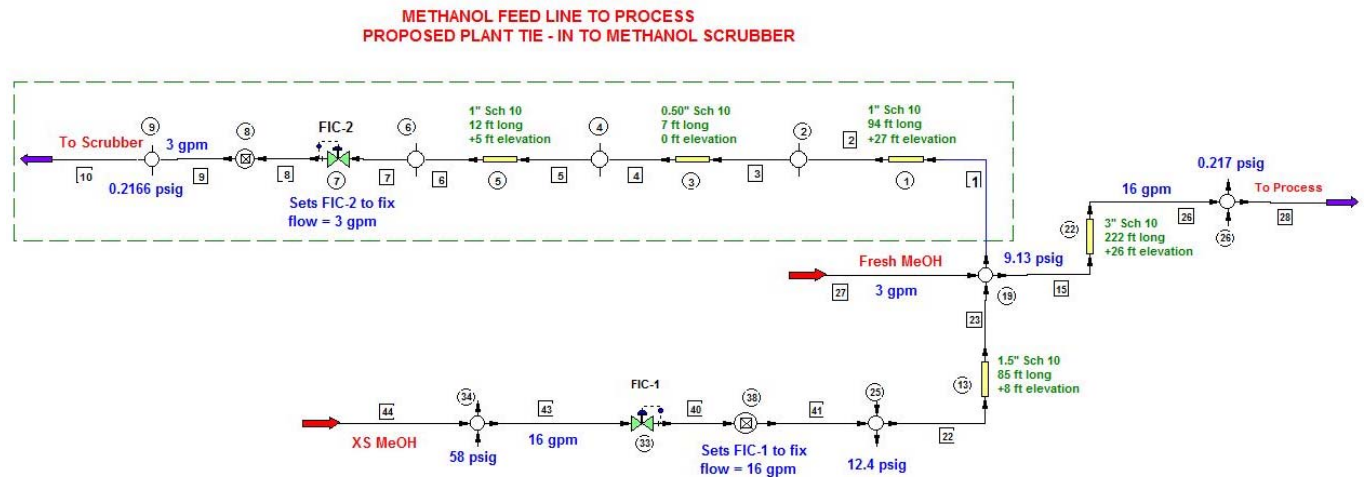 METHANOL FEED LINE TO PROCESS
PROPOSED PLANT TIE - IN TO METHANOL SCRUBBER
To Scrubber
10
9
0.2166 psig
3 gpm
9
8
8
FIC-2
7
Sets FIC-2 to fix
flow = 3 gpm
7
6
6
1" Sch 10
12 ft long
+5 ft elevation
5
5
4
4
0.50" Sch 10
7 ft long
0 ft elevation
3
3
2
2
1" Sch 10
94 ft long
+27 ft elevation
1
1
Fresh MeOH
27
3 gpm
9.13 psig
19
15
22
3" Sch 10
222 ft long
+26 ft elevation
16 gpm
26
0.217 psig
26
To Process
28
23
13
1.5" Sch 10
85 ft long
+8 ft elevation
44
XS MeOH
34
58 psig
43
16 gpm
FIC-1
33
40
38
Sets FIC-1 to fix
flow = 16 gpm
41
25
12.4 psig
22